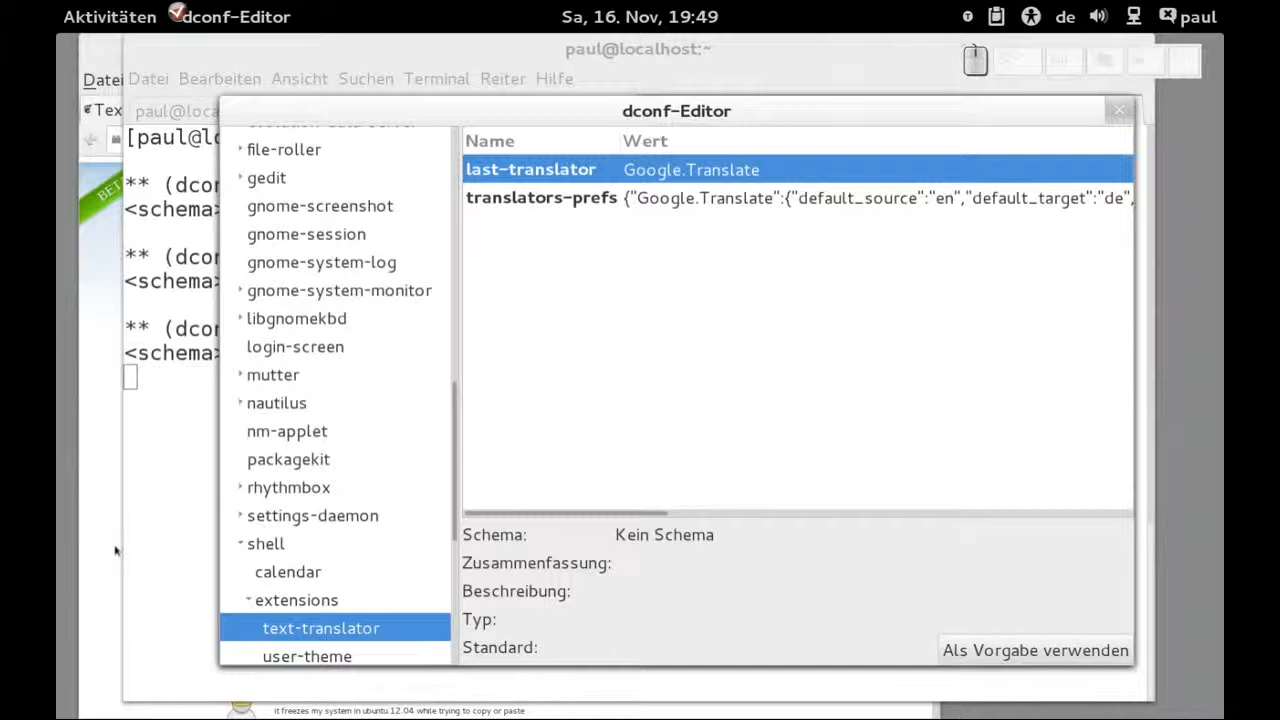 Aktivitäten dconf-Editor Sa, 16. Nov, 19:49 de paul
paul@localhost:~
Datei Datei Bearbeiten Ansicht Suchen Terminal Reiter Hilfe
Tex paul@loca
[paul@lo
** (dcon
<schema>
** (dcon
<schema>
** (dcon
<schema>
BET
dconf-Editor
file-roller
gedit
gnome-screenshot
gnome-session
gnome-system-log
gnome-system-monitor
libgnomekbd
login-screen
mutter
nautilus
nm-applet
packagekit
rhythmbox
settings-daemon
shell
calendar
extensions
text-translator
user-theme
Name Wert
last-translator Google.Translate
translators-prefs {"Google.Translate":{"default_source":"en","default_target":"de",
Schema: Kein Schema
Zusammenfassung:
Beschreibung:
Typ:
Standard:
Als Vorgabe verwenden
it freezes my system in ubuntu 12.04 while trying to copy or paste